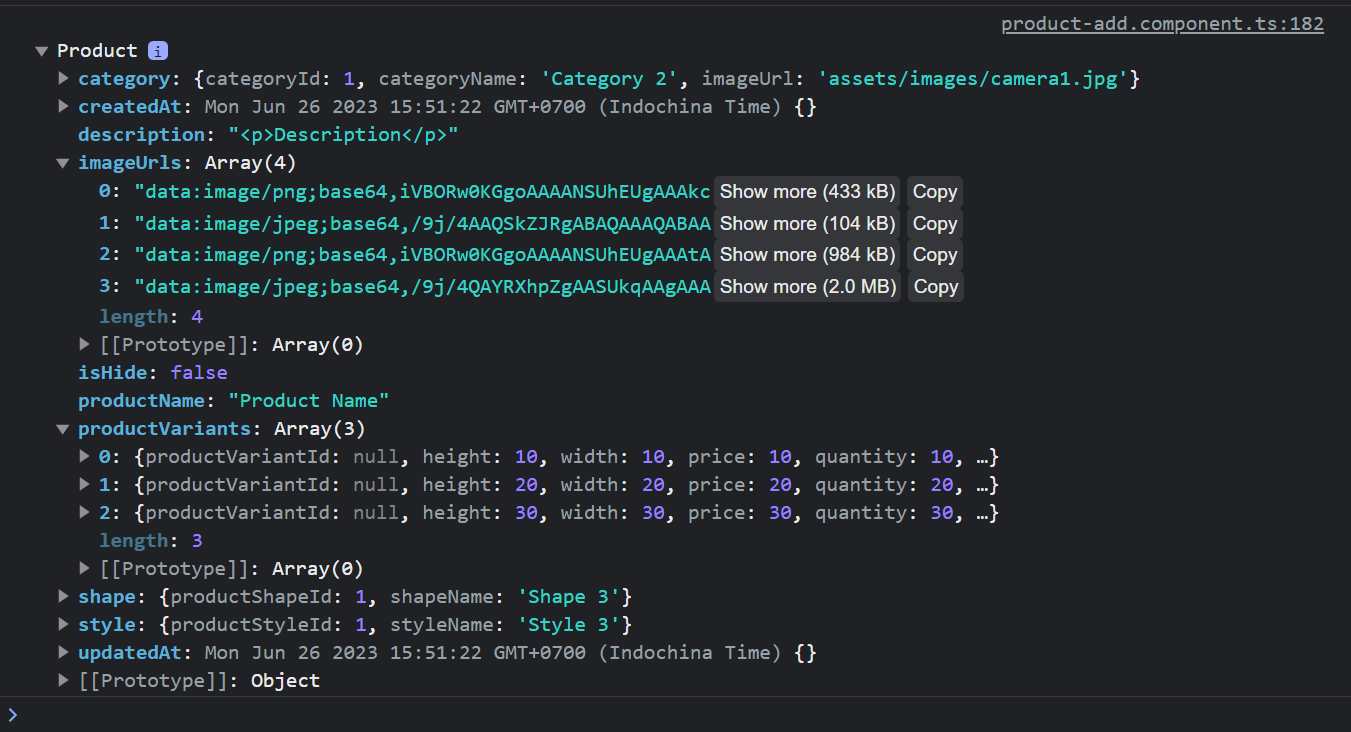 product-add.component.ts:182
▼ Product i
▶ category: {categoryId: 1, categoryName: 'Category 2', imageUrl: 'assets/images/camera1.jpg'}
▶ createdAt: Mon Jun 26 2023 15:51:22 GMT+0700 (Indochina Time) {}
description: "<p>Description</p>"
▼ imageUrls: Array(4)
0: "data:image/png;base64,iVBORw0KGgoAAAANSUhEUgAAAkc Show more (433 kB) Copy
1: "data:image/jpeg;base64,/9j/4AAQSkZJRgABAQAAAQABAA Show more (104 kB) Copy
2: "data:image/png;base64,iVBORw0KGgoAAAANSUhEUgAAAtA Show more (984 kB) Copy
3: "data:image/jpeg;base64,/9j/4QAYRXhpZgAASUkqAAgAAA Show more (2.0 MB) Copy
length: 4
▶ [[Prototype]]: Array(0)
isHide: false
productName: "Product Name"
▼ productVariants: Array(3)
▶ 0: {productVariantId: null, height: 10, width: 10, price: 10, quantity: 10, …}
▶ 1: {productVariantId: null, height: 20, width: 20, price: 20, quantity: 20, …}
▶ 2: {productVariantId: null, height: 30, width: 30, price: 30, quantity: 30, …}
length: 3
▶ [[Prototype]]: Array(0)
▶ shape: {productShapeId: 1, shapeName: 'Shape 3'}
▶ style: {productStyleId: 1, styleName: 'Style 3'}
▶ updatedAt: Mon Jun 26 2023 15:51:22 GMT+0700 (Indochina Time) {}
▶ [[Prototype]]: Object
>